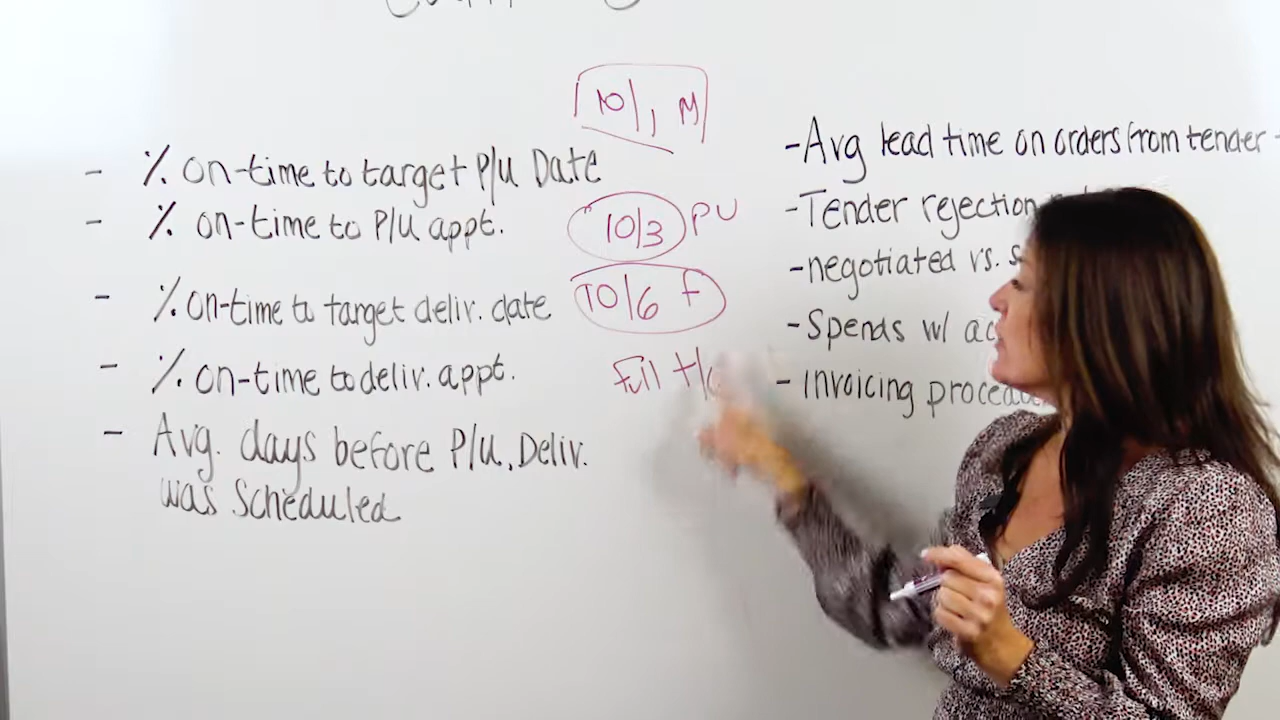 - % on-time to target P/U Date
- % on-time to P/U appt.
- % on-time to target deliv. date
- % on-time to deliv. appt.
- Avg. days before P/U, Deliv.
was scheduled
10/1 M
10/3 PU
10/6 F
Full
- Avg lead time on orders from tender -
- Tender rejection
- negotiated vs.
- Spends w/
- Invoicing